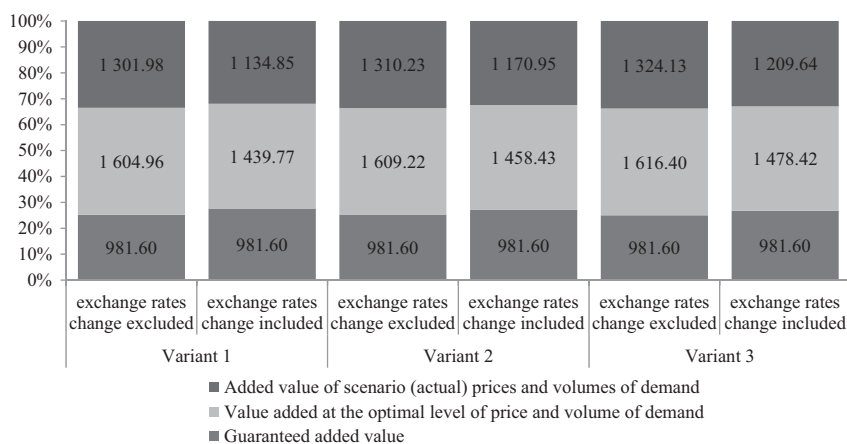 100%
90%
80%
70%
60%
50%
40%
30%
20%
10%
0%
1 301.98
1 134.85
1 310.23
1 170.95
1 324.13
1 209.64
1 604.96
1 439.77
1 609.22
1 458.43
1 616.40
1 478.42
981.60
981.60
981.60
981.60
981.60
981.60
exchange rates
change excluded
exchange rates
change included
exchange rates
change excluded
exchange rates
change included
exchange rates
change excluded
exchange rates
change included
Variant 1
Variant 2
Variant 3
Added value of scenario (actual) prices and volumes of demand
Value added at the optimal level of price and volume of demand
Guaranteed added value